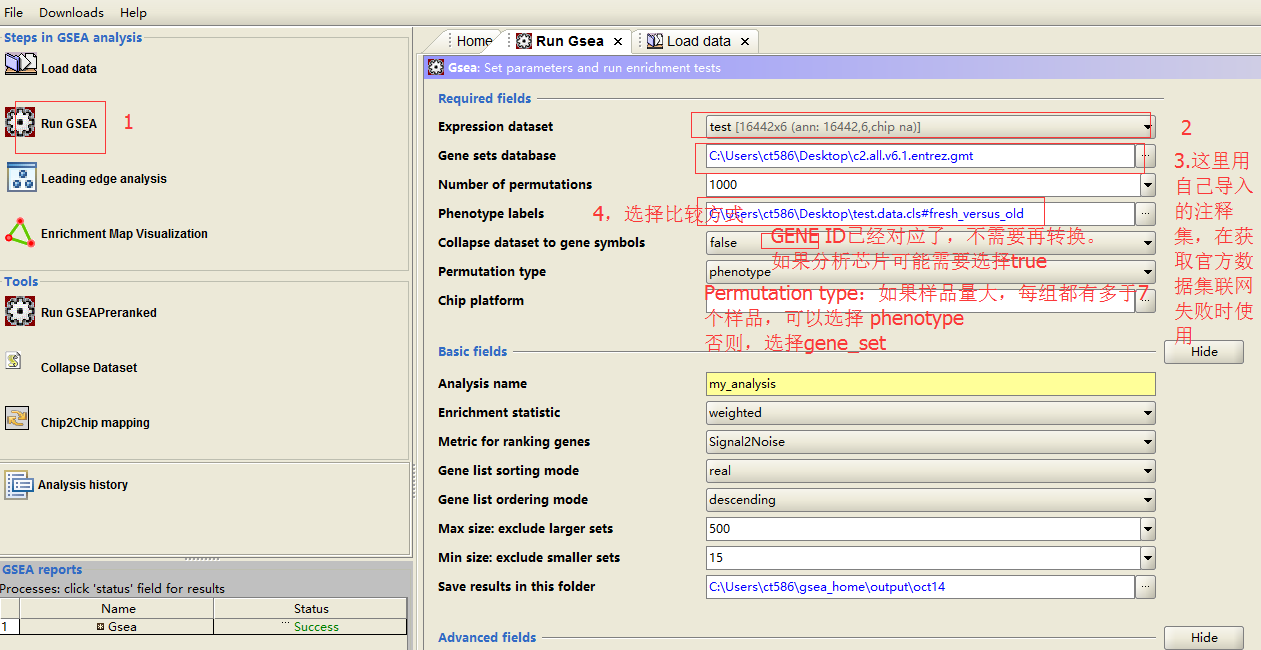 File Downloads Help
Steps in GSEA analysis
Load data
Run GSEA
1
Leading edge analysis
Enrichment Map Visualization
Tools
Run GSEAPreranked
Collapse Dataset
Chip2Chip mapping
Analysis history
GSEA reports
Processes: click 'status' field for results
Name Status
1 Gsea Success
Home Run Gsea Load data
Gsea: Set parameters and run enrichment tests
Required fields
Expression dataset test [16442x6 (ann: 16442,6,chip na)]
2
Gene sets database C:\Users\ct586\Desktop\c2.all.v6.1.entrez.gmt
3.这里用
自己导入
的注释
集，在获
取官方数
据集联网
失败时使
用
Number of permutations 1000
Phenotype labels C:\Users\ct586\Desktop\test.data.cls#fresh_versus_old
4，选择比较方式
Collapse dataset to gene symbols false
GENE ID已经对应了，不需要再转换。
如果分析芯片可能需要选择true
Permutation type phenotype
Chip platform
Permutation type：如果样品量大，每组都有多于7
个样品，可以选择 phenotype
否则，选择gene_set
Basic fields
Hide
Analysis name my_analysis
Enrichment statistic weighted
Metric for ranking genes Signal2Noise
Gene list sorting mode real
Gene list ordering mode descending
Max size: exclude larger sets 500
Min size: exclude smaller sets 15
Save results in this folder C:\Users\ct586\gsea_home\output\oct14
Advanced fields
Hide